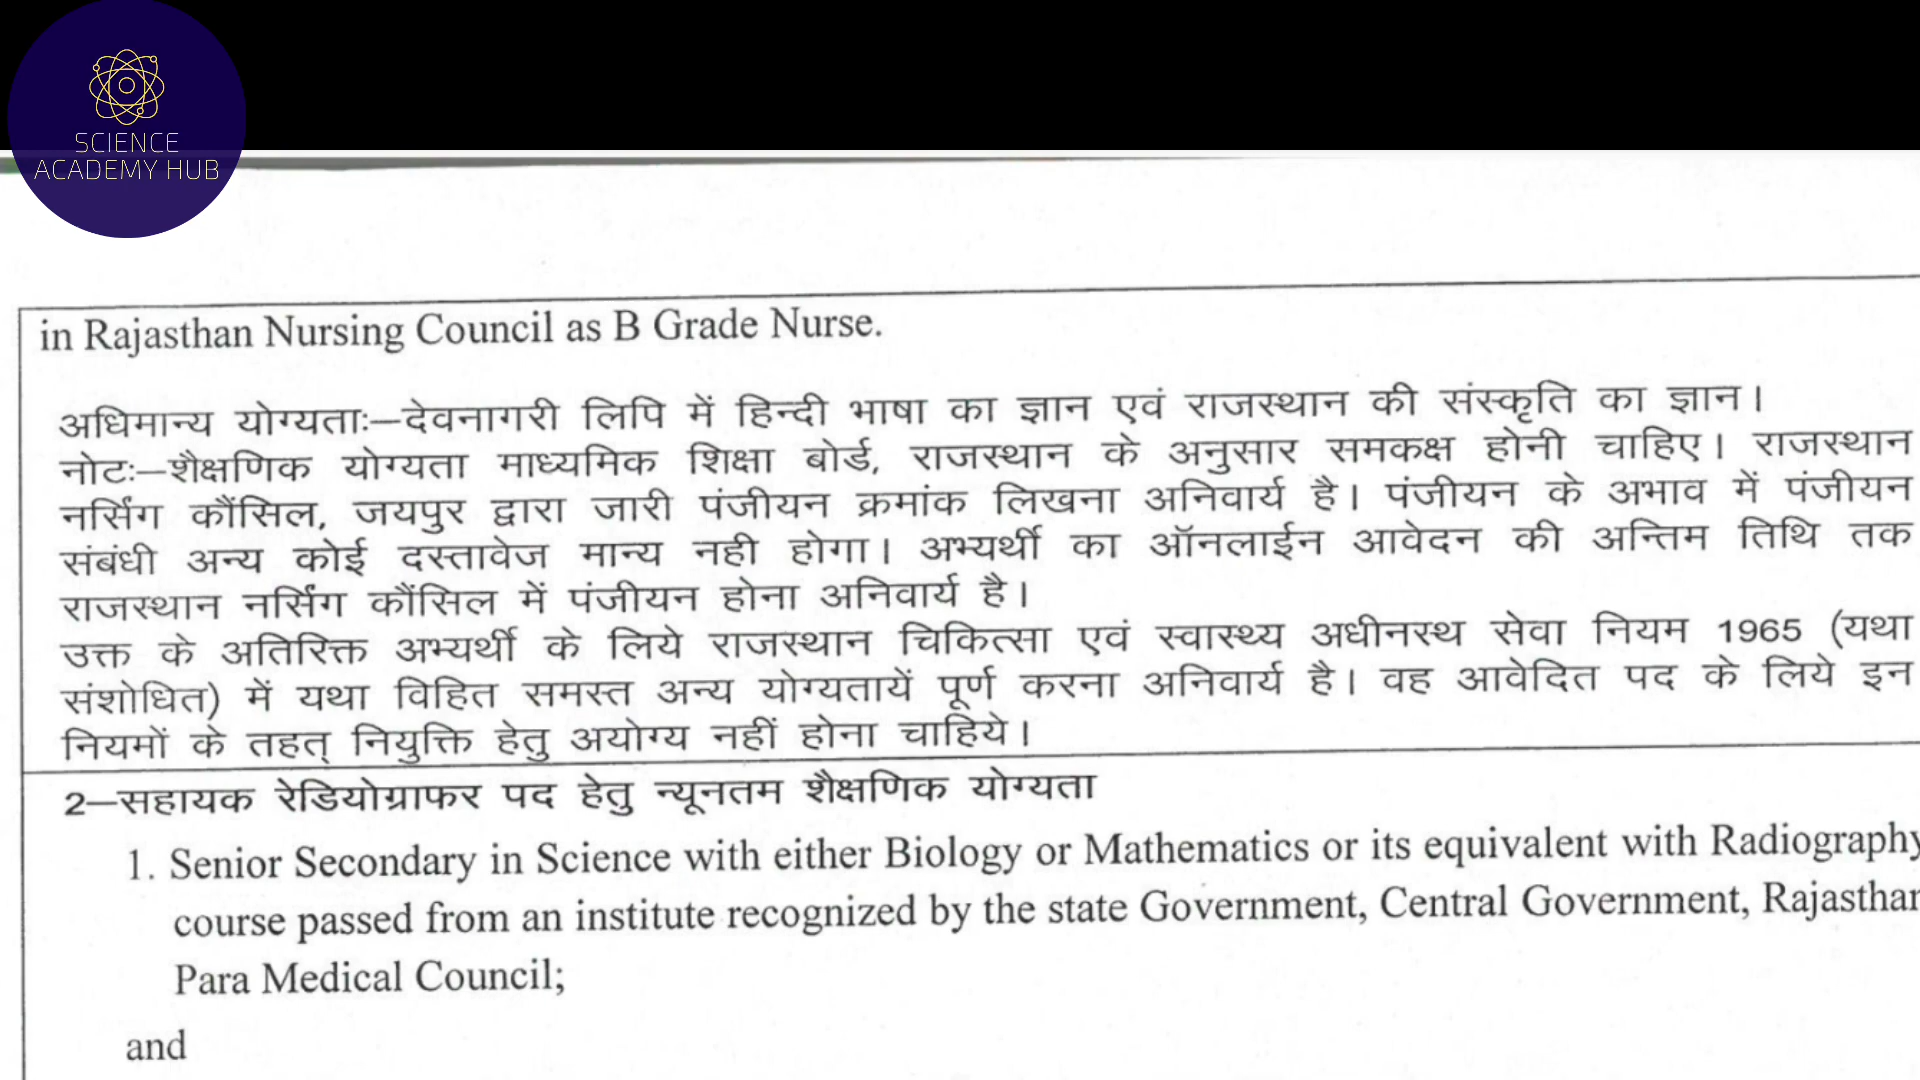 SCIENCE
ACADEMY HUB
in Rajasthan Nursing Council as B Grade Nurse.
अधिमान्य योग्यताः–देवनागरी लिपि में हिन्दी भाषा का ज्ञान एवं राजस्थान की संस्कृति का ज्ञान।
नोटः–शैक्षणिक योग्यता माध्यमिक शिक्षा बोर्ड, राजस्थान के अनुसार समकक्ष होनी चाहिए। राजस्थान
नर्सिंग कौंसिल, जयपुर द्वारा जारी पंजीयन क्रमांक लिखना अनिवार्य है। पंजीयन के अभाव में पंजीयन
संबंधी अन्य कोई दस्तावेज मान्य नही होगा। अभ्यर्थी का ऑनलाईन आवेदन की अन्तिम तिथि तक
राजस्थान नर्सिंग कौंसिल में पंजीयन होना अनिवार्य है।
उक्त के अतिरिक्त अभ्यर्थी के लिये राजस्थान चिकित्सा एवं स्वास्थ्य अधीनस्थ सेवा नियम 1965 (यथा
संशोधित) में यथा विहित समस्त अन्य योग्यतायें पूर्ण करना अनिवार्य है। वह आवेदित पद के लिये इन
नियमों के तहत् नियुक्ति हेतु अयोग्य नहीं होना चाहिये।
2–सहायक रेडियोग्राफर पद हेतु न्यूनतम शैक्षणिक योग्यता
1. Senior Secondary in Science with either Biology or Mathematics or its equivalent with Radiography
course passed from an institute recognized by the state Government, Central Government, Rajasthan
Para Medical Council;
and